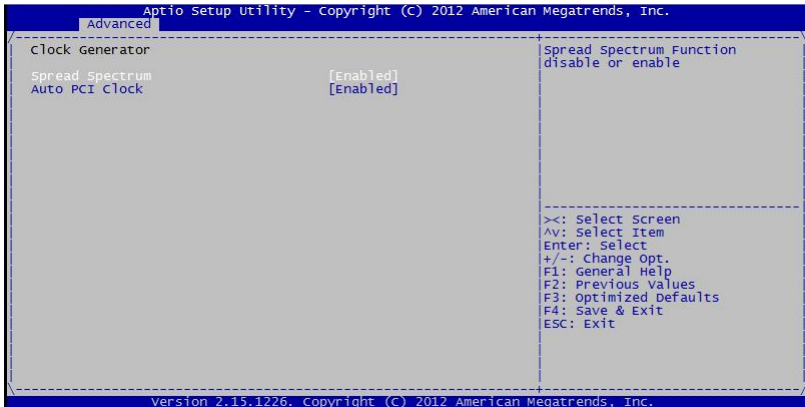 Aptio Setup Utility - Copyright (C) 2012 American Megatrends, Inc.
Advanced
Clock Generator
Spread Spectrum [Enabled]
Auto PCI Clock [Enabled]
Spread Spectrum Function
disable or enable
><: Select Screen
^v: Select Item
Enter: Select
+/-: Change Opt.
F1: General Help
F2: Previous Values
F3: Optimized Defaults
F4: Save & Exit
ESC: Exit
Version 2.15.1226. Copyright (C) 2012 American Megatrends, Inc.